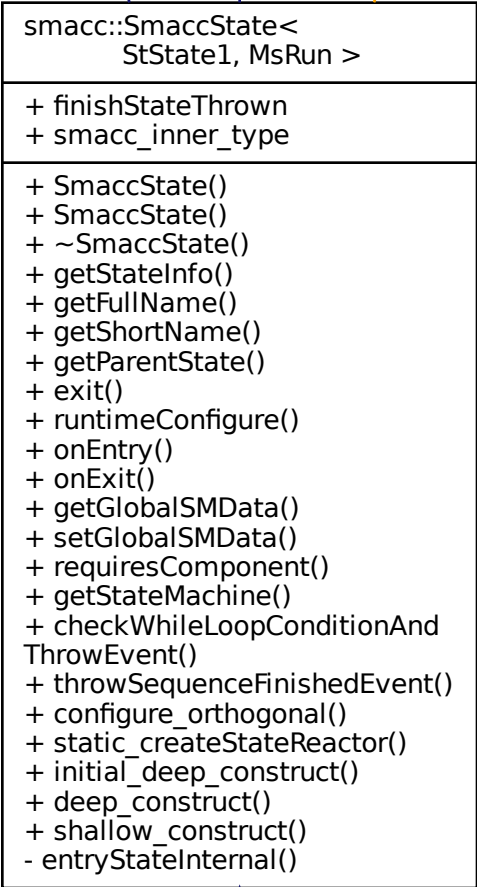 smacc::SmaccState<
StState1, MsRun >
+ finishStateThrown
+ smacc_inner_type
+ SmaccState()
+ SmaccState()
+ ~SmaccState()
+ getStateInfo()
+ getFullName()
+ getShortName()
+ getParentState()
+ exit()
+ runtimeConfigure()
+ onEntry()
+ onExit()
+ getGlobalSMData()
+ setGlobalSMData()
+ requiresComponent()
+ getStateMachine()
+ checkWhileLoopConditionAnd
ThrowEvent()
+ throwSequenceFinishedEvent()
+ configure_orthogonal()
+ static_createStateReactor()
+ initial_deep_construct()
+ deep_construct()
+ shallow_construct()
- entryStateInternal()